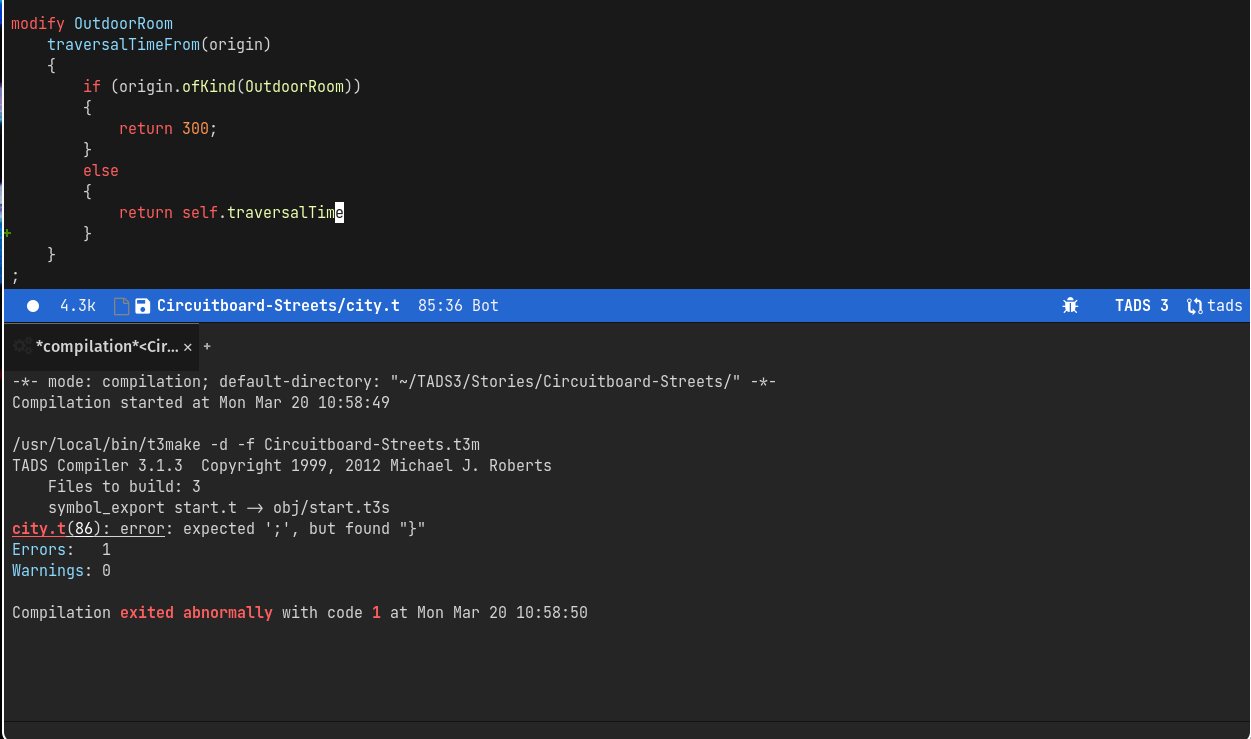 modify OutdoorRoom
    traversalTimeFrom(origin)
    {
        if (origin.ofKind(OutdoorRoom))
        {
            return 300;
        }
        else
        {
            return self.traversalTime
+        }
    }
;
4.3k Circuitboard-Streets/city.t 85:36 Bot TADS 3 tads
*compilation*<Cir... × +
-*- mode: compilation; default-directory: "~/TADS3/Stories/Circuitboard-Streets/" -*-
Compilation started at Mon Mar 20 10:58:49

/usr/local/bin/t3make -d -f Circuitboard-Streets.t3m
TADS Compiler 3.1.3  Copyright 1999, 2012 Michael J. Roberts
    Files to build: 3
    symbol_export start.t -> obj/start.t3s
city.t(86): error: expected ';', but found "}"
Errors:   1
Warnings: 0

Compilation exited abnormally with code 1 at Mon Mar 20 10:58:50